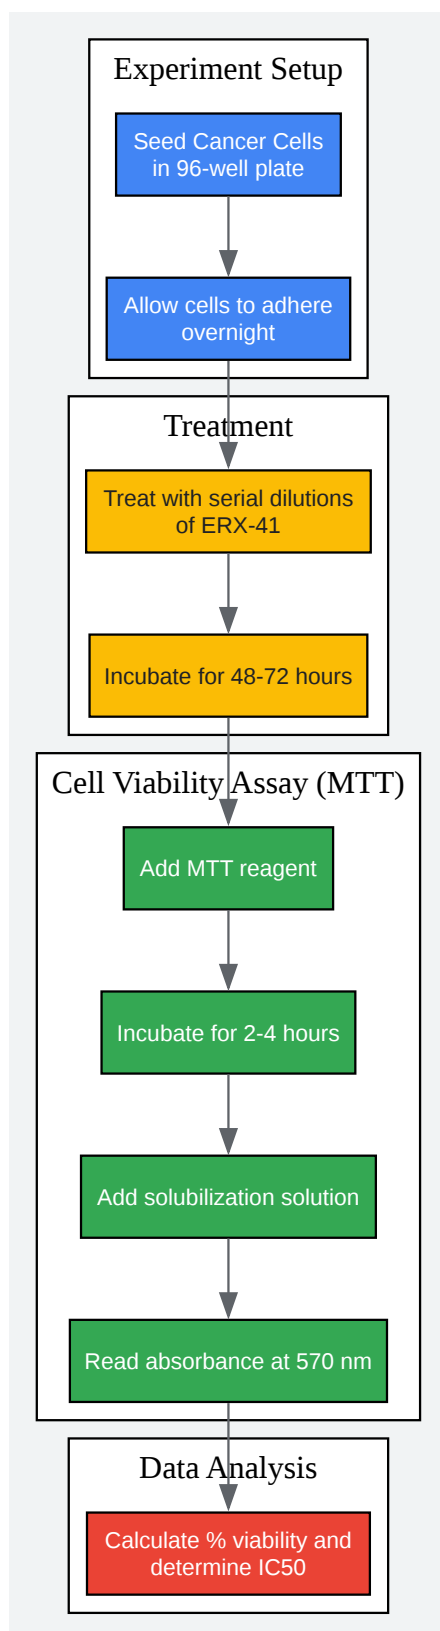 Experiment Setup
Seed Cancer Cells
in 96-well plate
Allow cells to adhere
overnight
Treatment
Treat with serial dilutions
of ERX-41
Incubate for 48-72 hours
Cell Viability Assay (MTT)
Add MTT reagent
Incubate for 2-4 hours
Add solubilization solution
Read absorbance at 570 nm
Data Analysis
Calculate % viability and
determine IC50